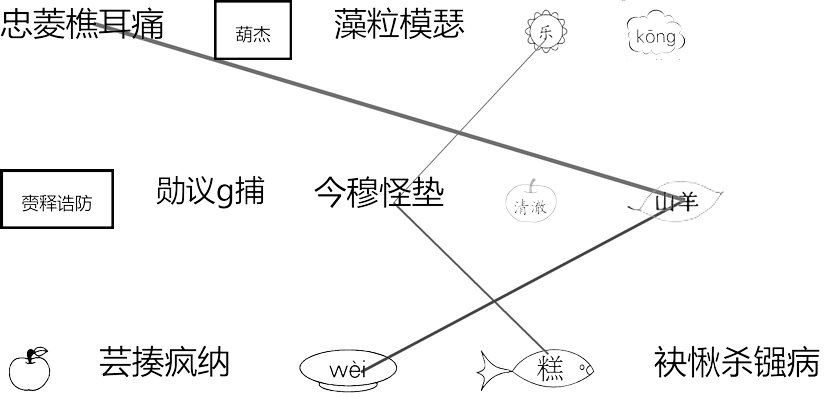 忠菱樵耳痛 葫杰 藻粒模瑟 乐 kōng
赍释诰防 勋议g捕 今穆怪垫 清澈 山羊
芸揍疯纳 wèi 糕 袂愀杀镪病